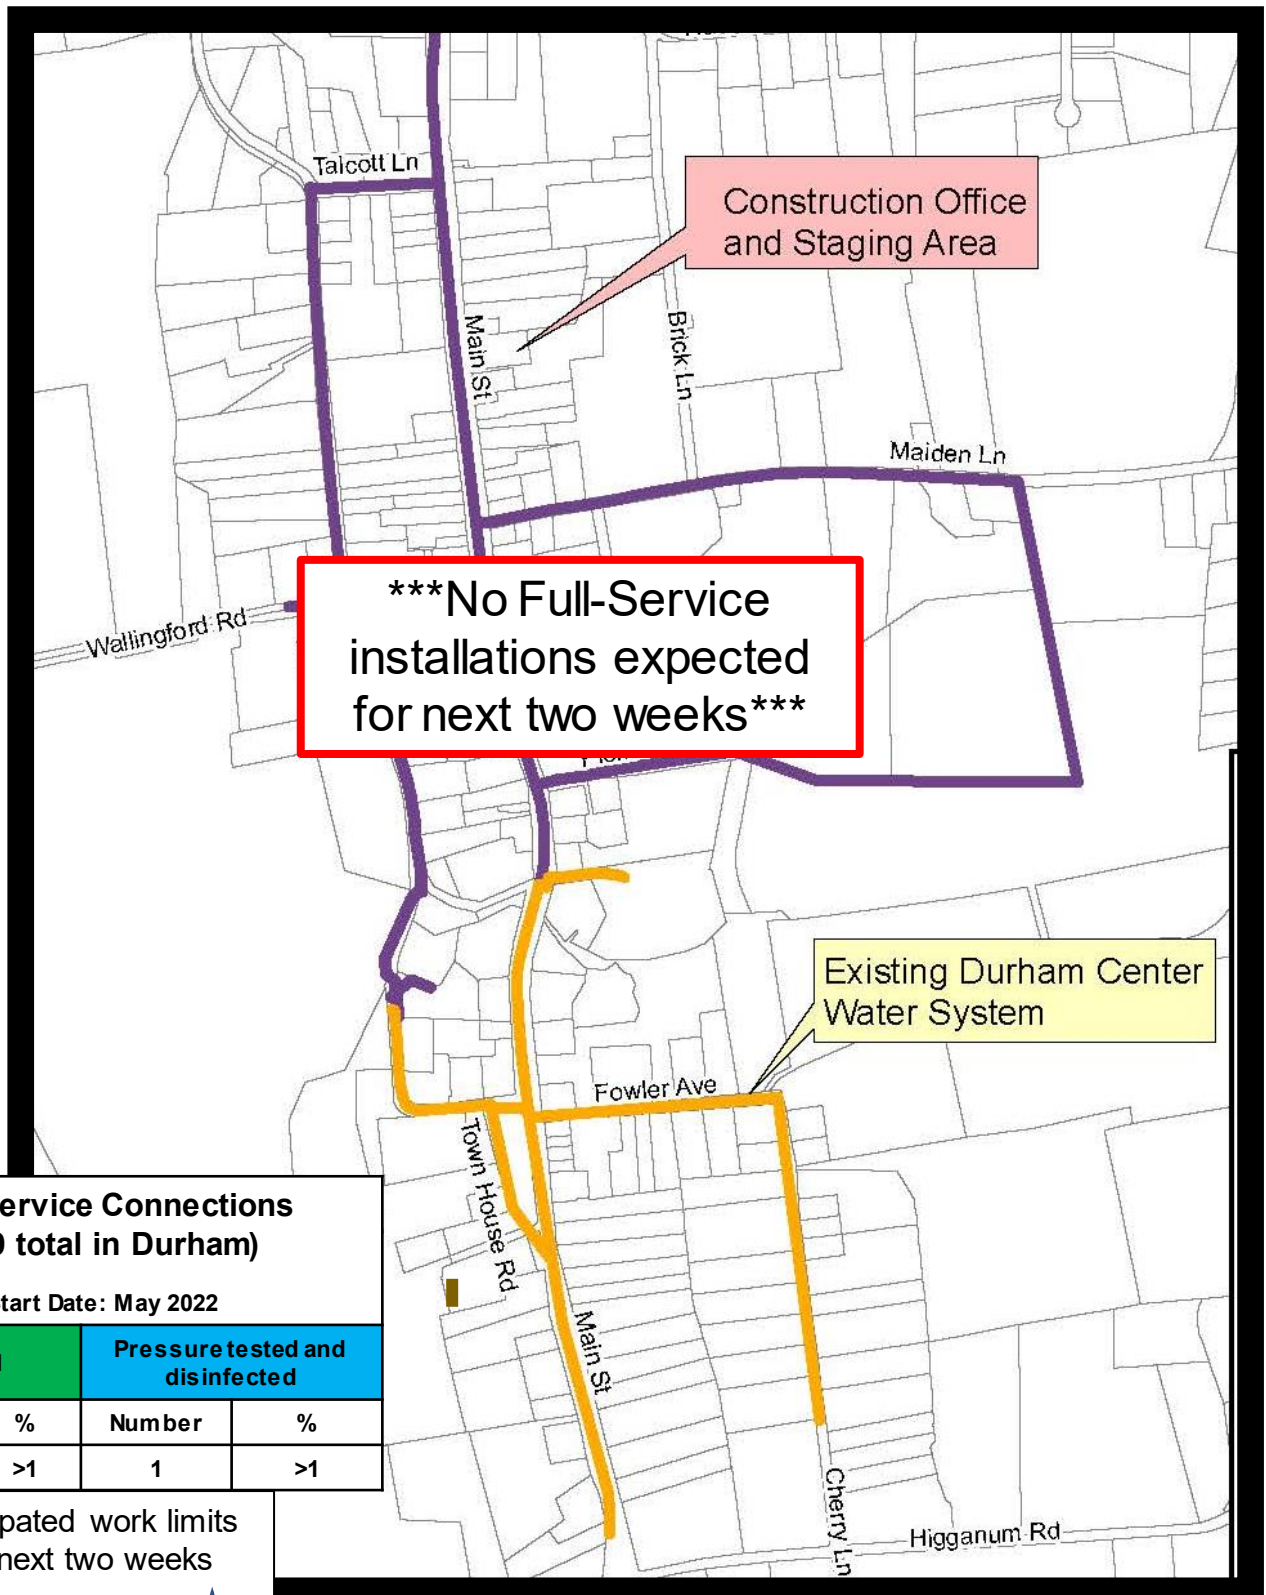 Talcott Ln
Construction Office
and Staging Area
Main St
Brick Ln
Maiden Ln
***No Full-Service
installations expected
for next two weeks***
Wallingford Rd
Existing Durham Center
Water System
Fowler Ave
Town House Rd
Main St
Cherry Ln
Higganum Rd
ervice Connections
total in Durham)
tart Date: May 2022
Pressure tested and
disinfected
% Number %
>1 1 >1
pated work limits
next two weeks